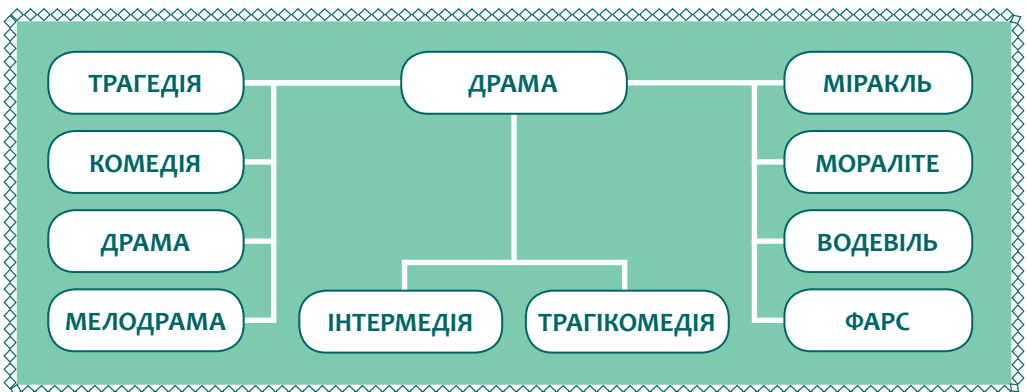 ТРАГЕДІЯ
ДРАМА
МІРАКЛЬ
КОМЕДІЯ
МОРАЛІТЕ
ДРАМА
ВОДЕВІЛЬ
МЕЛОДРАМА
ІНТЕРМЕДІЯ
ТРАГІКОМЕДІЯ
ФАРС